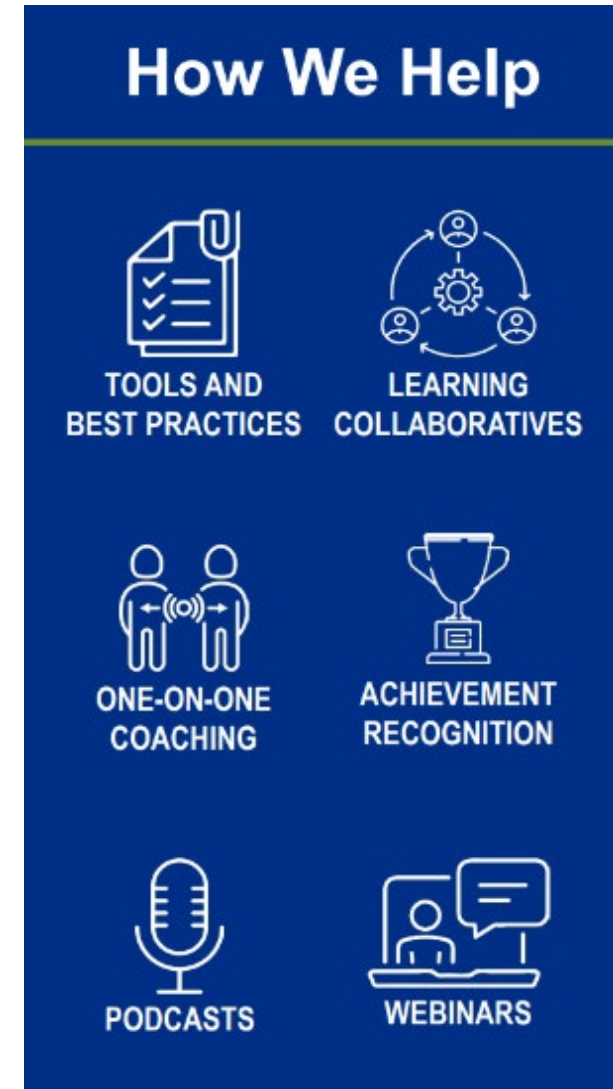 How We Help
TOOLS AND
BEST PRACTICES
LEARNING
COLLABORATIVES
ONE-ON-ONE
COACHING
ACHIEVEMENT
RECOGNITION
PODCASTS
WEBINARS